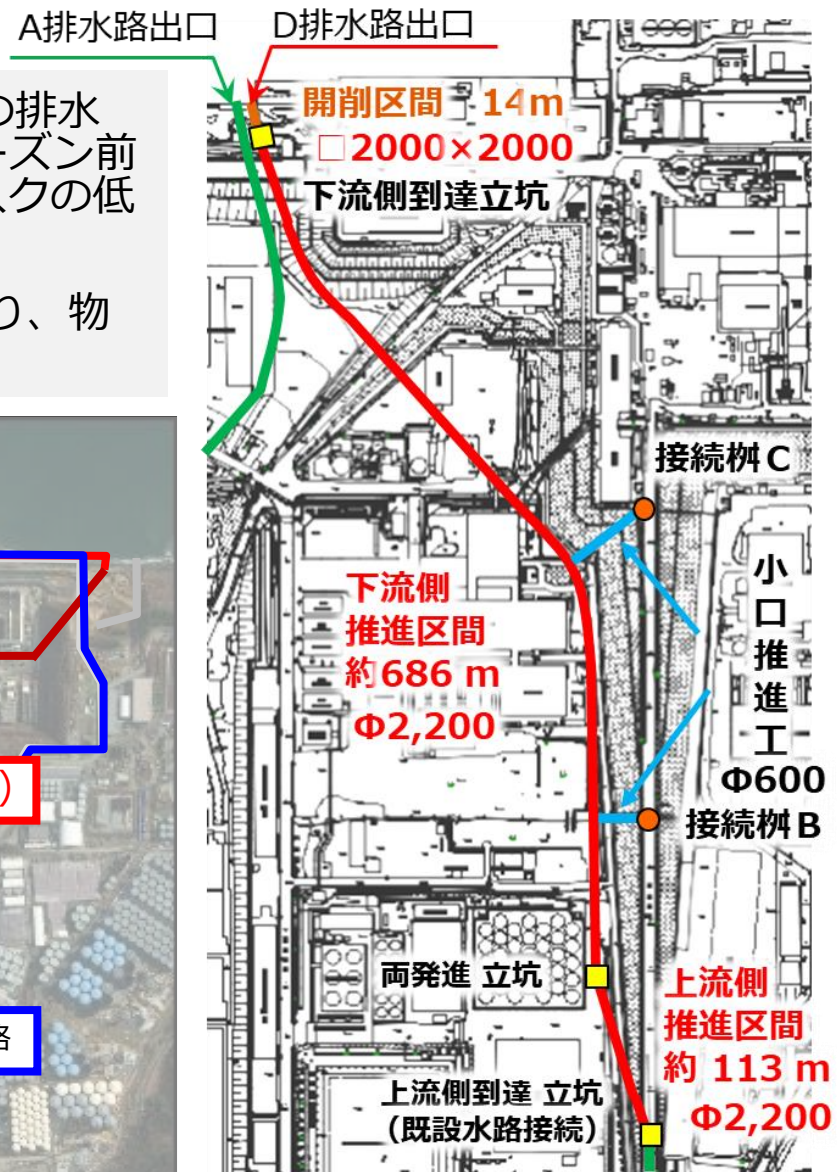 A排水路出口
D排水路出口
の排水
ーズン前
スクの低
り、物
開削区間 14m
□2000×2000
下流側到達立坑
接続桝C
小口推進工
Φ600
下流側
推進区間
約686 m
Φ2,200
接続桝B
両発進 立坑
上流側
推進区間
約 113 m
Φ2,200
上流側到達 立坑
（既設水路接続）
）
路